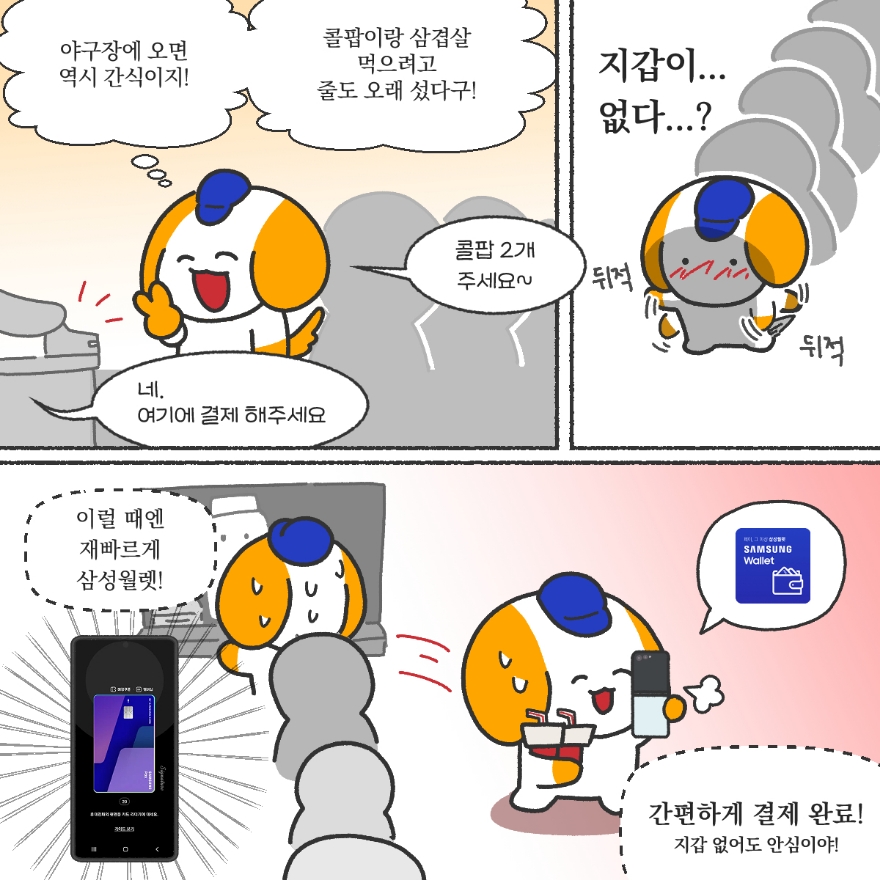 야구장에 오면
역시 간식이지!
콜팝이랑 삼겹살
먹으려고
줄도 오래 섰다구!
콜팝 2개
주세요~
네.
여기에 결제 해주세요
지갑이...
없다...?
뒤적
뒤적
이럴 때엔
재빠르게
삼성월렛!
삼성월렛
SAMSUNG
Wallet
간편하게 결제 완료!
지갑 없어도 안심이야!